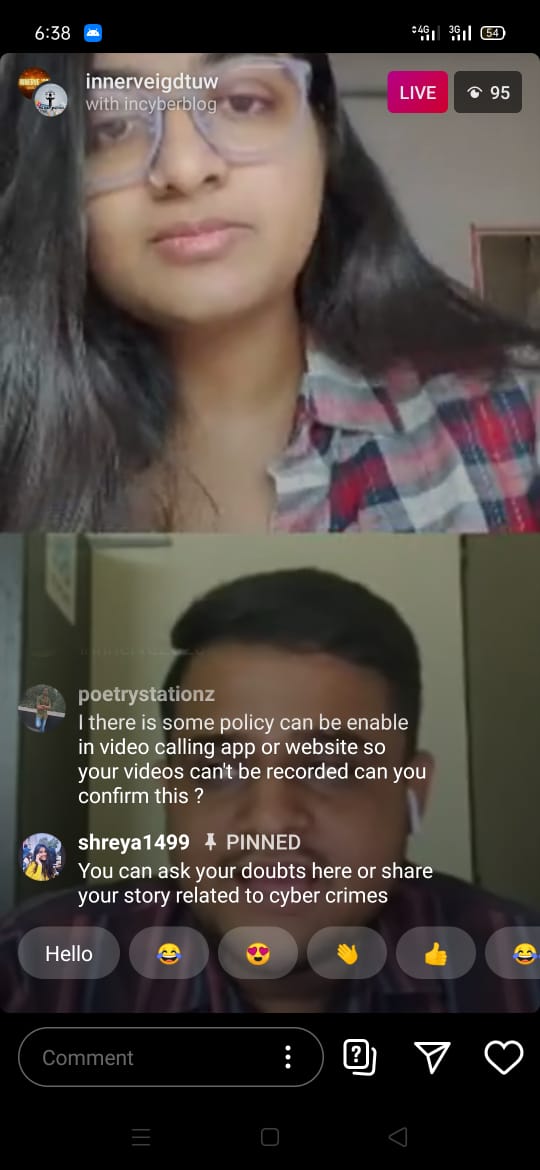 6:38
4G
3G
54
innerveigdtuw
with incyberblog
LIVE
95
poetrystationz
I there is some policy can be enable
in video calling app or website so
your videos can't be recorded can you
confirm this ?
shreya1499 PINNED
You can ask your doubts here or share
your story related to cyber crimes
Hello
Comment
?